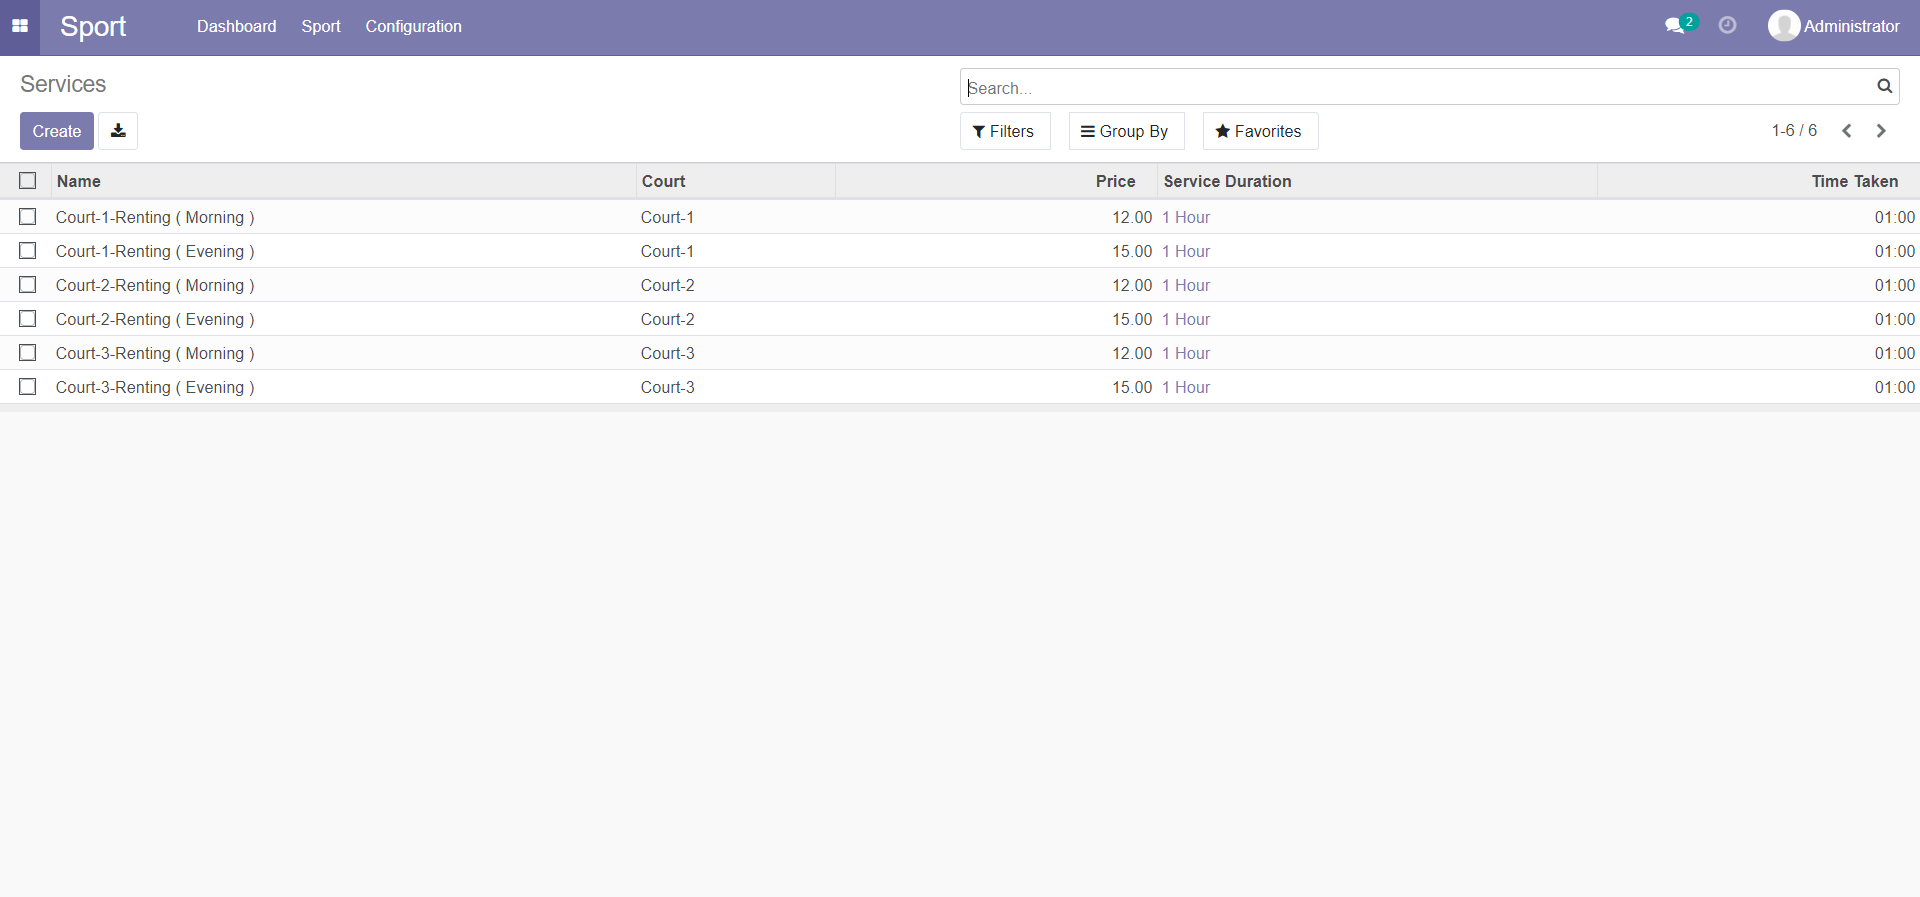 Sport Dashboard Sport Configuration 2 Administrator
Services
Search...
Create Filters Group By Favorites 1-6 / 6
Name Court Price Service Duration Time Taken
Court-1-Renting ( Morning ) Court-1 12.00 1 Hour 01:00
Court-1-Renting ( Evening ) Court-1 15.00 1 Hour 01:00
Court-2-Renting ( Morning ) Court-2 12.00 1 Hour 01:00
Court-2-Renting ( Evening ) Court-2 15.00 1 Hour 01:00
Court-3-Renting ( Morning ) Court-3 12.00 1 Hour 01:00
Court-3-Renting ( Evening ) Court-3 15.00 1 Hour 01:00